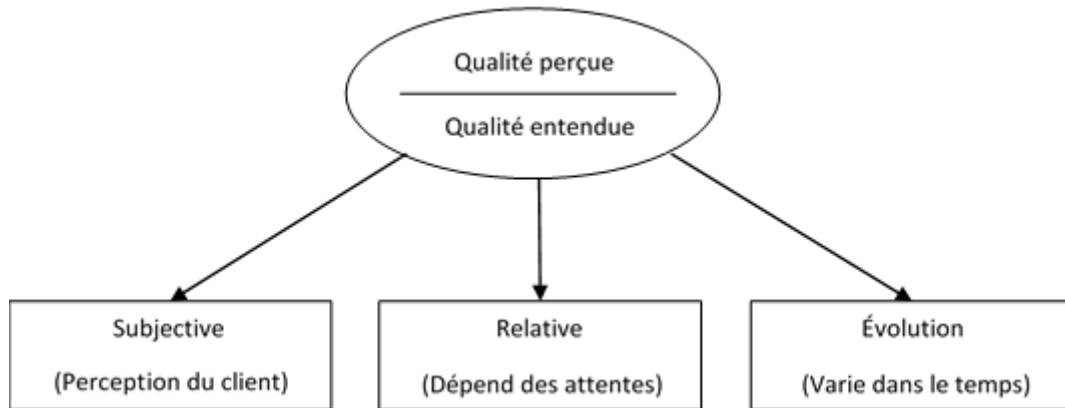 Qualité perçue
Qualité entendue
Subjective
(Perception du client)
Relative
(Dépend des attentes)
Évolution
(Varie dans le temps)